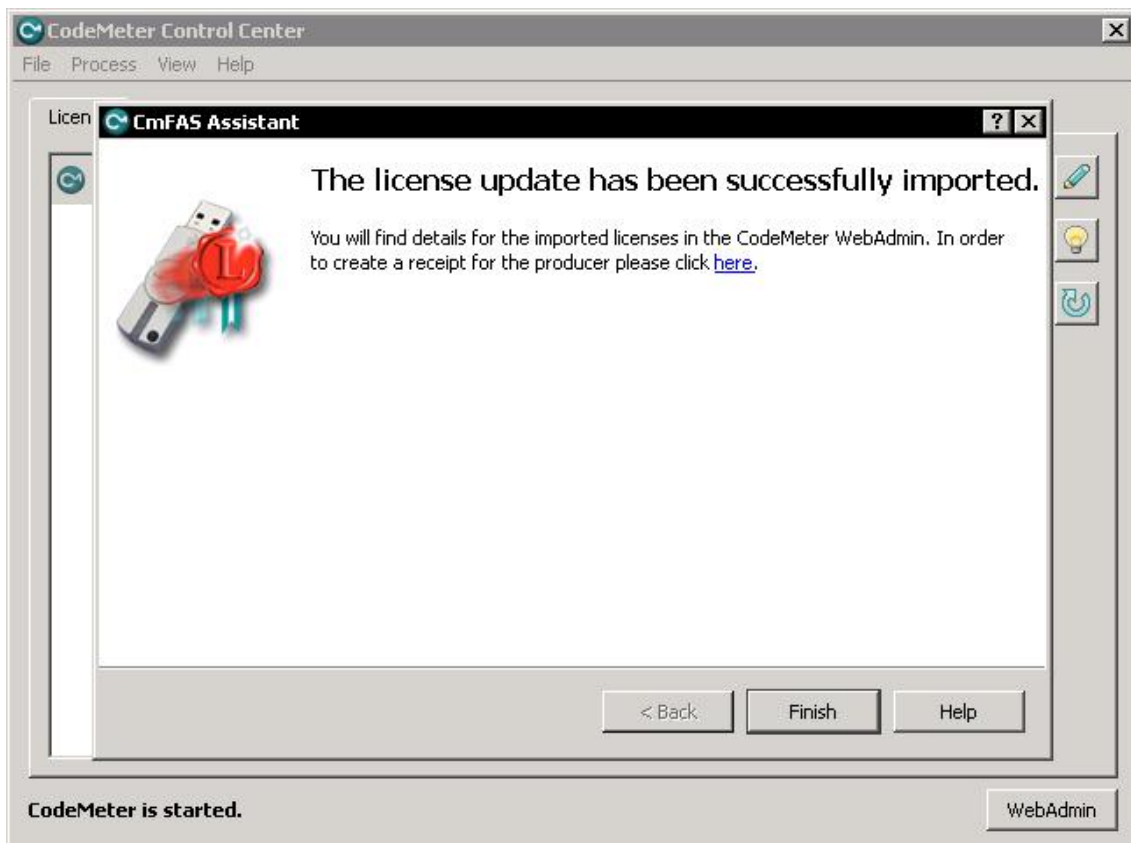 CodeMeter Control Center
File Process View Help
Licen
CmFAS Assistant
The license update has been successfully imported.
You will find details for the imported licenses in the CodeMeter WebAdmin. In order
to create a receipt for the producer please click here.
L
< Back Finish Help
CodeMeter is started.
WebAdmin